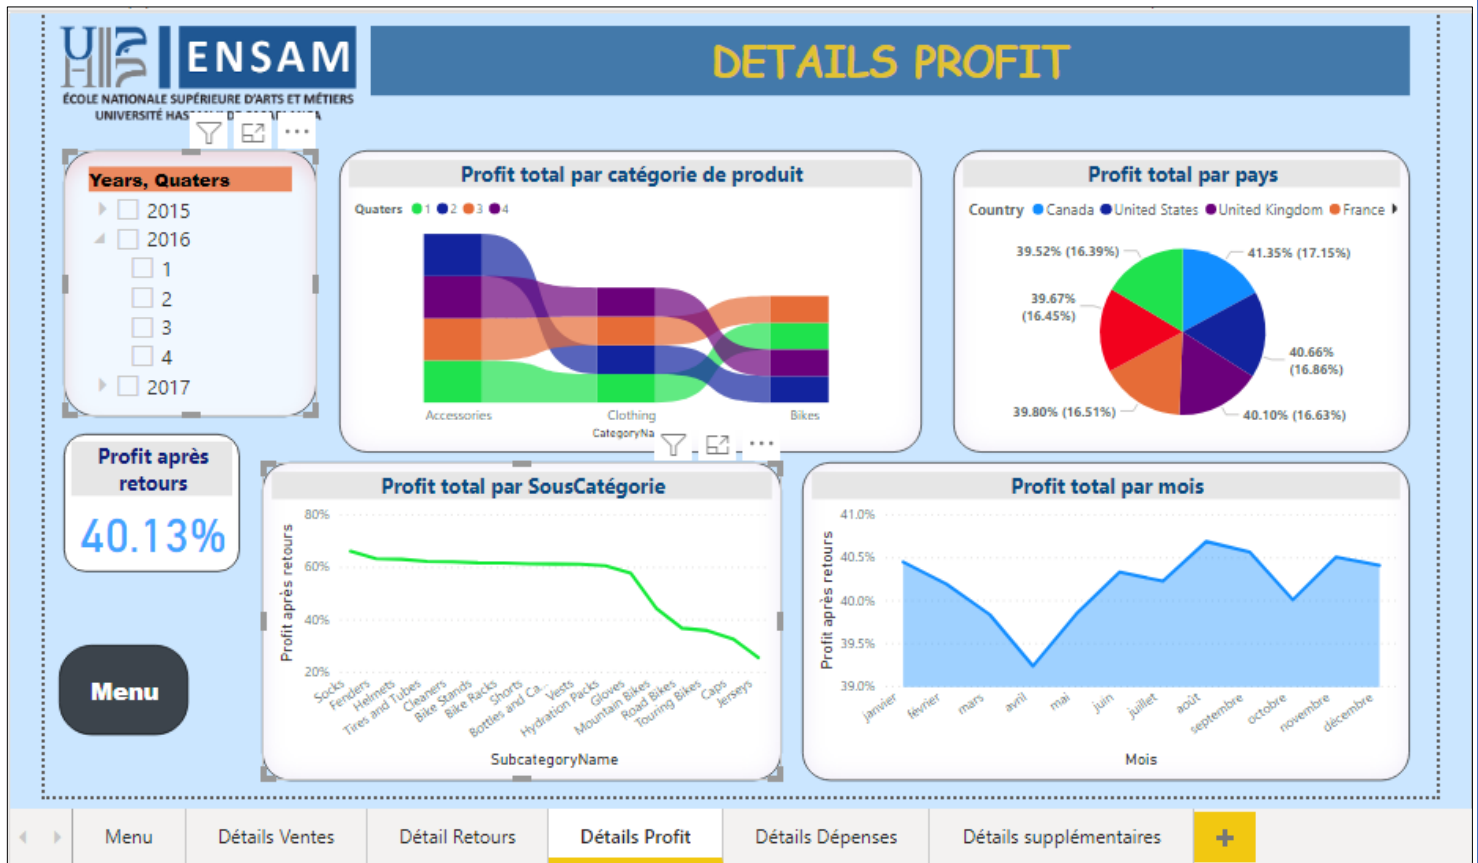 UH2C
ENSAM
ÉCOLE NATIONALE SUPÉRIEURE D'ARTS ET MÉTIERS
UNIVERSITÉ
DETAILS PROFIT
Years, Quaters
2015
2016
1
2
3
4
2017
Profit total par catégorie de produit
Quaters 1 2 3 4
Accessories Clothing Bikes
CategoryNa
Profit total par pays
Country Canada United States United Kingdom France
39.52% (16.39%)
41.35% (17.15%)
39.67%
(16.45%)
40.66%
(16.86%)
39.80% (16.51%)
40.10% (16.63%)
Profit après
retours
40.13%
Profit total par SousCatégorie
Profit après retours
80%
60%
40%
20%
Socks Fenders Helmets Tires and Tubes Cleaners Bike Stands Bike Racks Shorts Bottles and Ca... Vests Hydration Packs Gloves Mountain Bikes Road Bikes Touring Bikes Caps Jerseys
SubcategoryName
Profit total par mois
Profit après retours
41.0%
40.5%
40.0%
39.5%
39.0%
janvier février mars avril mai juin juillet août septembre octobre novembre décembre
Mois
Menu
Menu Détails Ventes Détail Retours Détails Profit Détails Dépenses Détails supplémentaires +